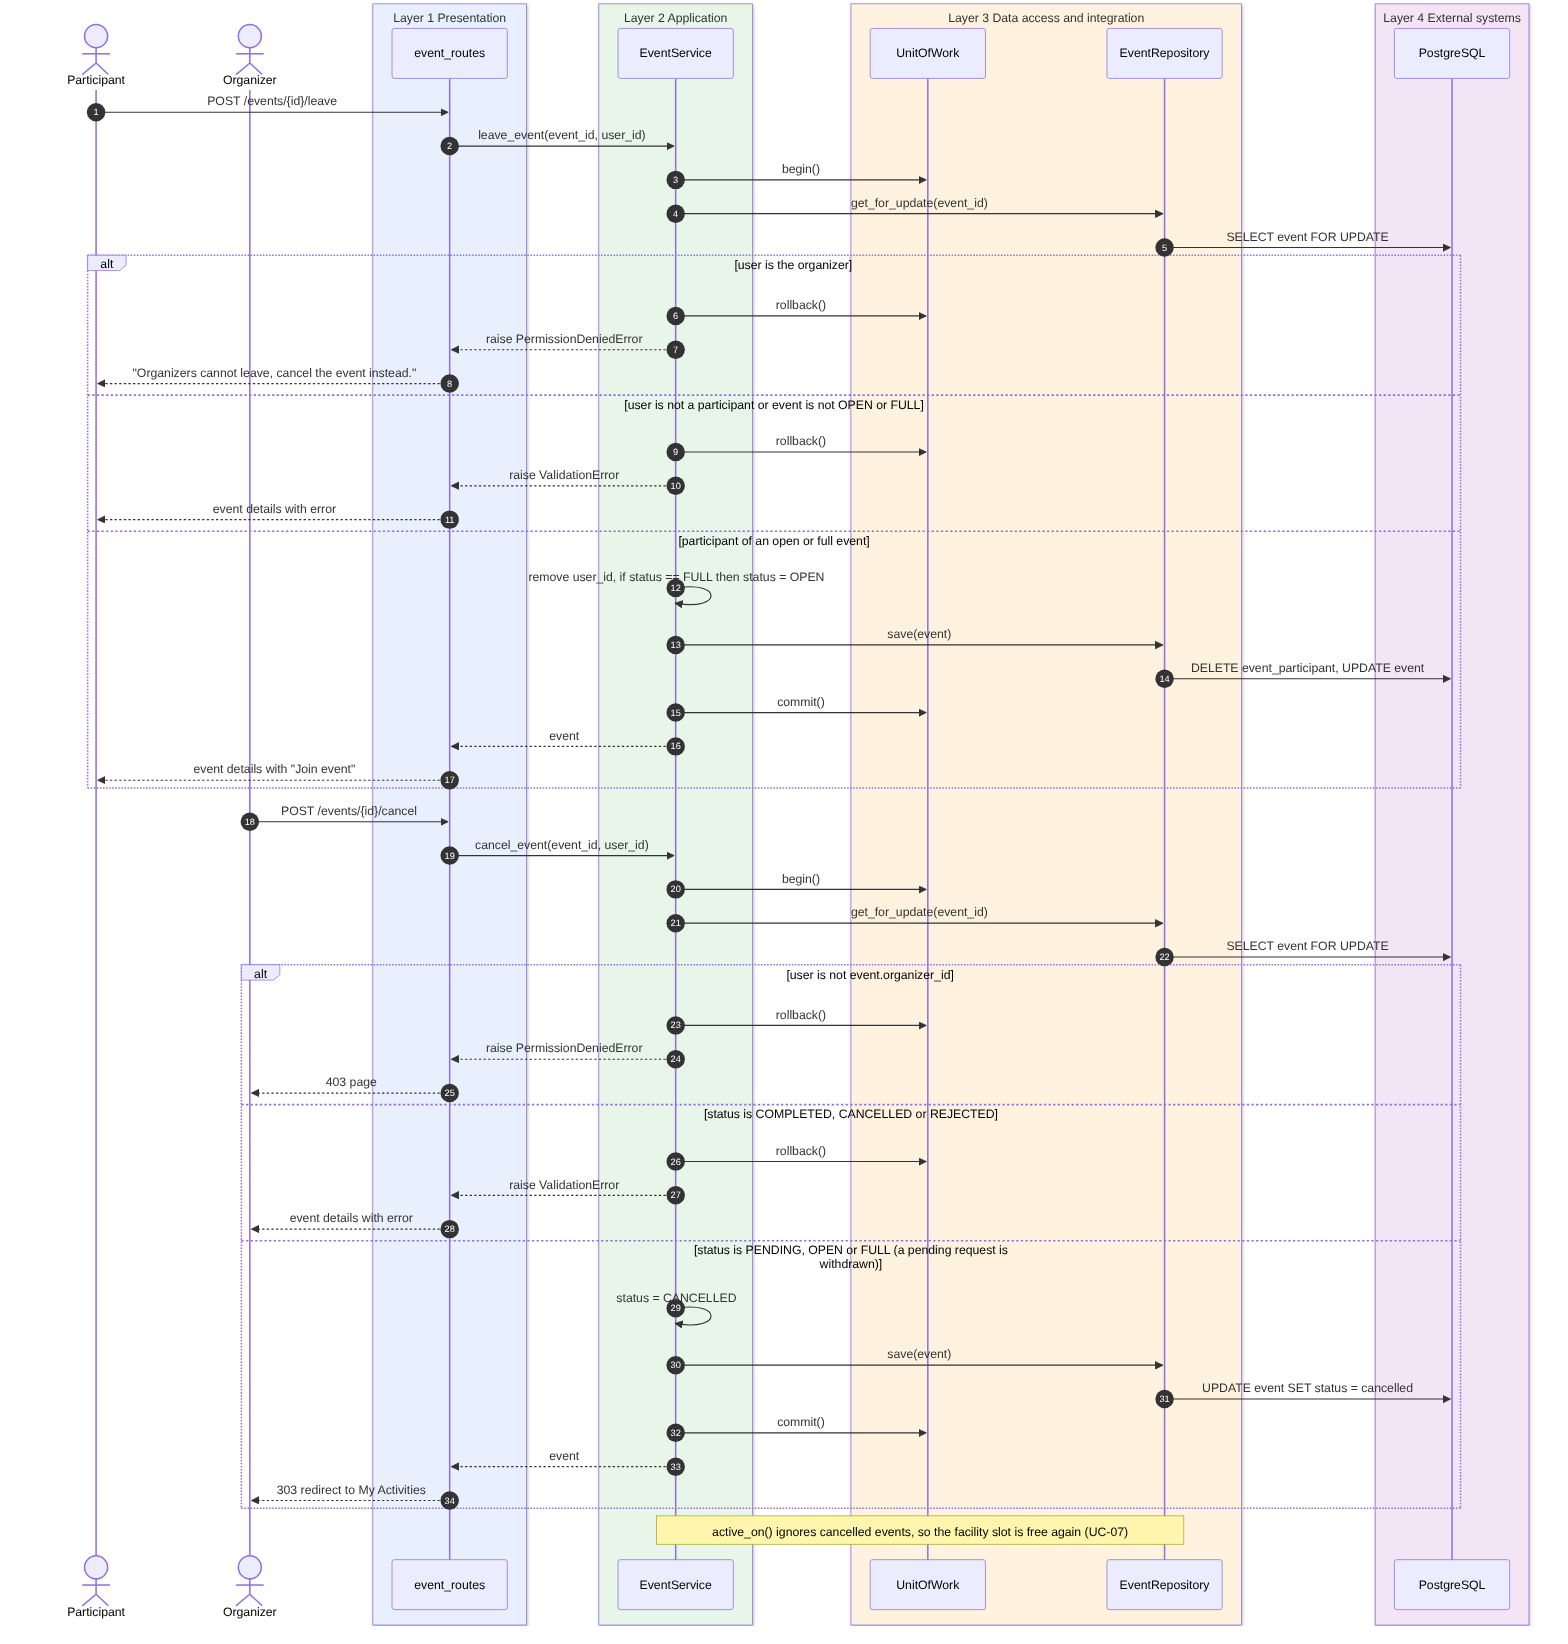 Layer 1 Presentation
Layer 2 Application
Layer 3 Data access and integration
Layer 4 External systems
Participant
Organizer
event_routes
EventService
UnitOfWork
EventRepository
PostgreSQL
1
POST /events/{id}/leave
2
leave_event(event_id, user_id)
3
begin()
4
get_for_update(event_id)
5
SELECT event FOR UPDATE
alt
[user is the organizer]
6
rollback()
7
raise PermissionDeniedError
8
"Organizers cannot leave, cancel the event instead."
[user is not a participant or event is not OPEN or FULL]
9
rollback()
10
raise ValidationError
11
event details with error
[participant of an open or full event]
12
remove user_id, if status == FULL then status = OPEN
13
save(event)
14
DELETE event_participant, UPDATE event
15
commit()
16
event
17
event details with "Join event"
18
POST /events/{id}/cancel
19
cancel_event(event_id, user_id)
20
begin()
21
get_for_update(event_id)
22
SELECT event FOR UPDATE
alt
[user is not event.organizer_id]
23
rollback()
24
raise PermissionDeniedError
25
403 page
[status is COMPLETED, CANCELLED or REJECTED]
26
rollback()
27
raise ValidationError
28
event details with error
[status is PENDING, OPEN or FULL (a pending request is
withdrawn)]
29
status = CANCELLED
30
save(event)
31
UPDATE event SET status = cancelled
32
commit()
33
event
34
303 redirect to My Activities
active_on() ignores cancelled events, so the facility slot is free again (UC-07)
Participant
Organizer
event_routes
EventService
UnitOfWork
EventRepository
PostgreSQL